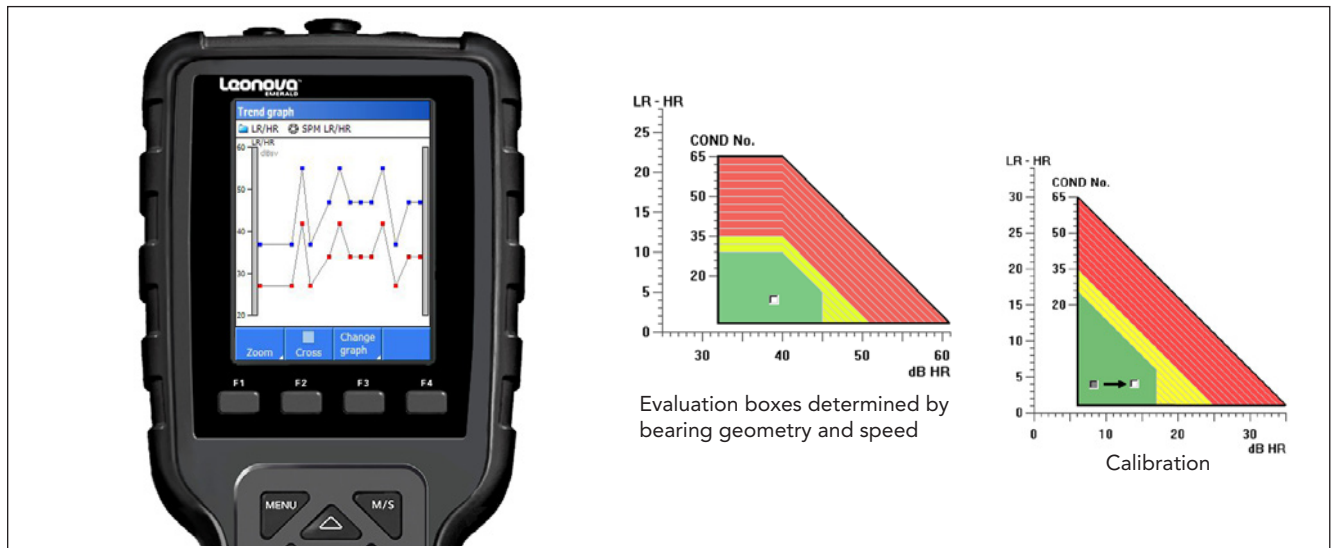 Leonova™
EMERALD
Trend graph
LR/HR SPM LR/HR
LR/HR
60 dBsv
50
40
30
20
Zoom Cross Change graph
F1 F2 F3 F4
MENU M/S
LR - HR
25
20
15
10
5
0
COND No.
65
50
35
20
30 40 50 60
dB HR
Evaluation boxes determined by
bearing geometry and speed
LR - HR
30
25
20
15
10
5
0
COND No.
65
50
35
20
0 10 20 30
dB HR
Calibration